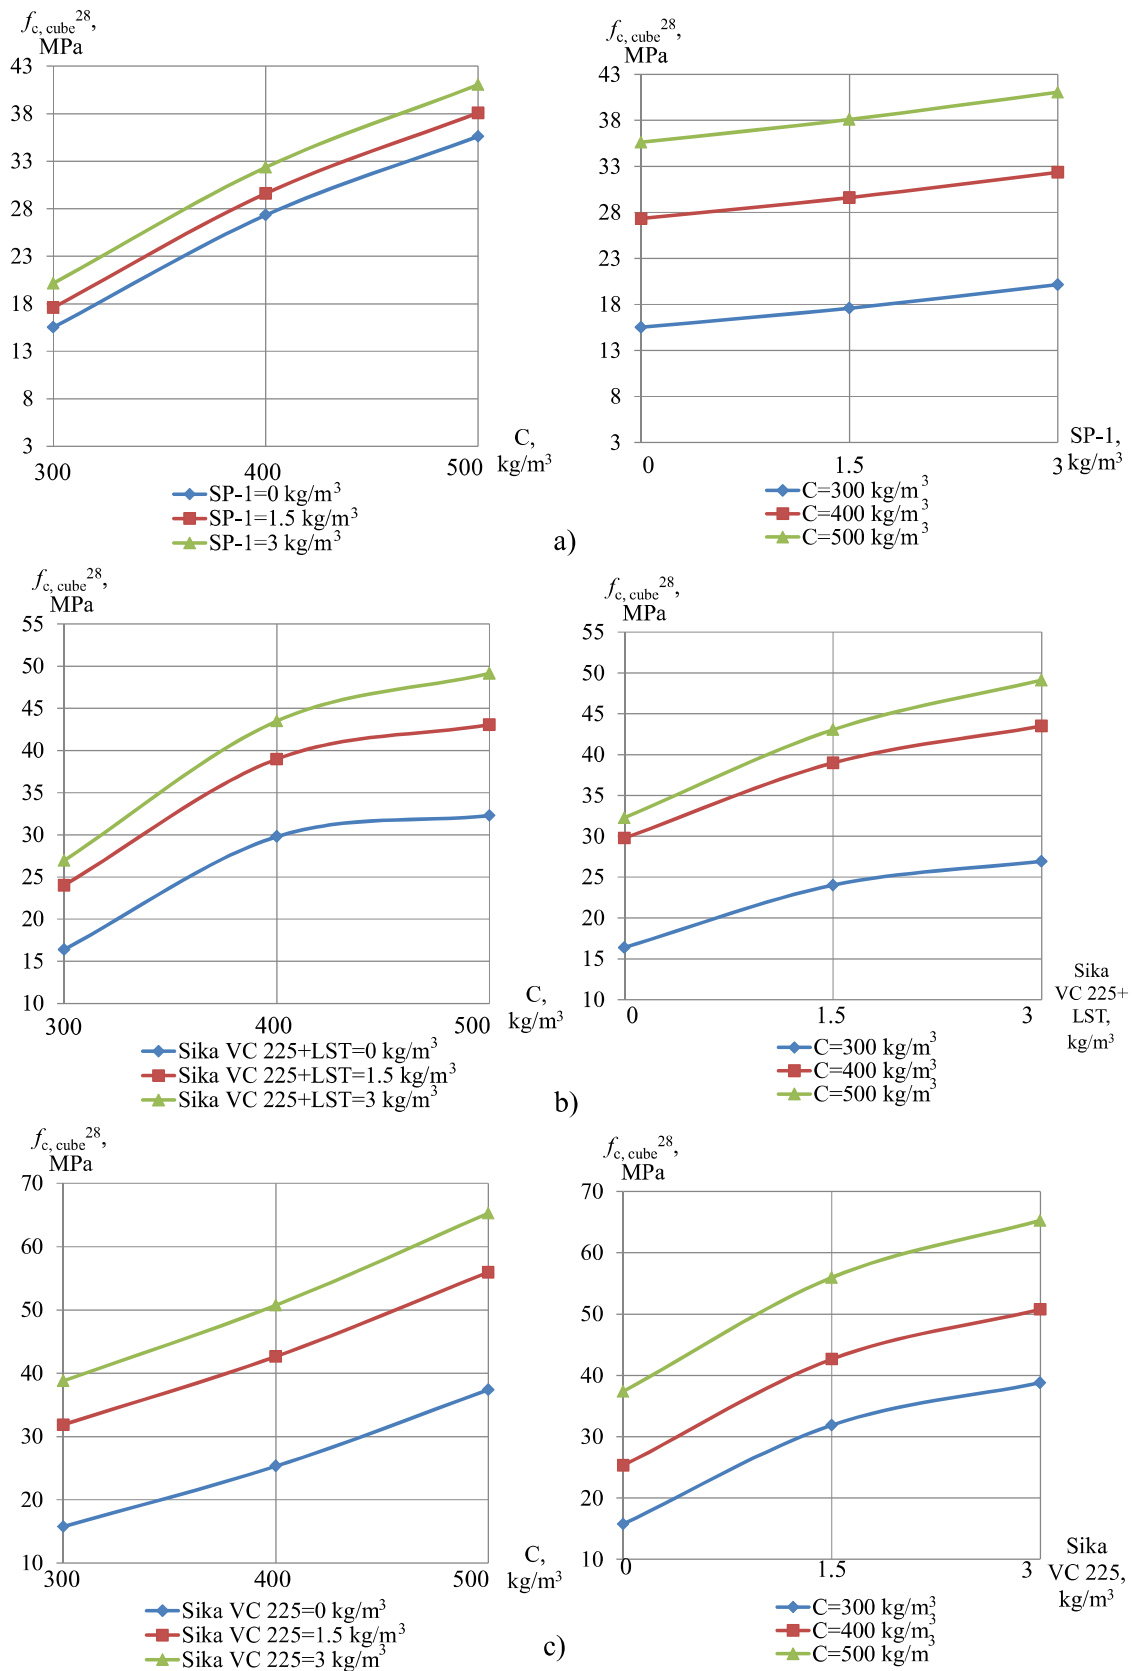 f c, cube 28,
MPa
43
38
33
28
23
18
13
8
3
300
400
500
C,
kg/m³
SP-1=0 kg/m³
SP-1=1.5 kg/m³
SP-1=3 kg/m³
f c, cube 28,
MPa
43
38
33
28
23
18
13
8
3
0
1.5
3
SP-1,
kg/m³
C=300 kg/m³
C=400 kg/m³
C=500 kg/m³
a)
f c, cube 28,
MPa
55
50
45
40
35
30
25
20
15
10
300
400
500
C,
kg/m³
Sika VC 225+LST=0 kg/m³
Sika VC 225+LST=1.5 kg/m³
Sika VC 225+LST=3 kg/m³
f c, cube 28,
MPa
55
50
45
40
35
30
25
20
15
10
0
1.5
3
Sika
VC 225+
LST,
kg/m³
C=300 kg/m³
C=400 kg/m³
C=500 kg/m³
b)
f c, cube 28,
MPa
70
60
50
40
30
20
10
300
400
500
C,
kg/m³
Sika VC 225=0 kg/m³
Sika VC 225=1.5 kg/m³
Sika VC 225=3 kg/m³
f c, cube 28,
MPa
70
60
50
40
30
20
10
0
1.5
3
Sika
VC 225,
kg/m³
C=300 kg/m³
C=400 kg/m³
C=500 kg/m³
c)